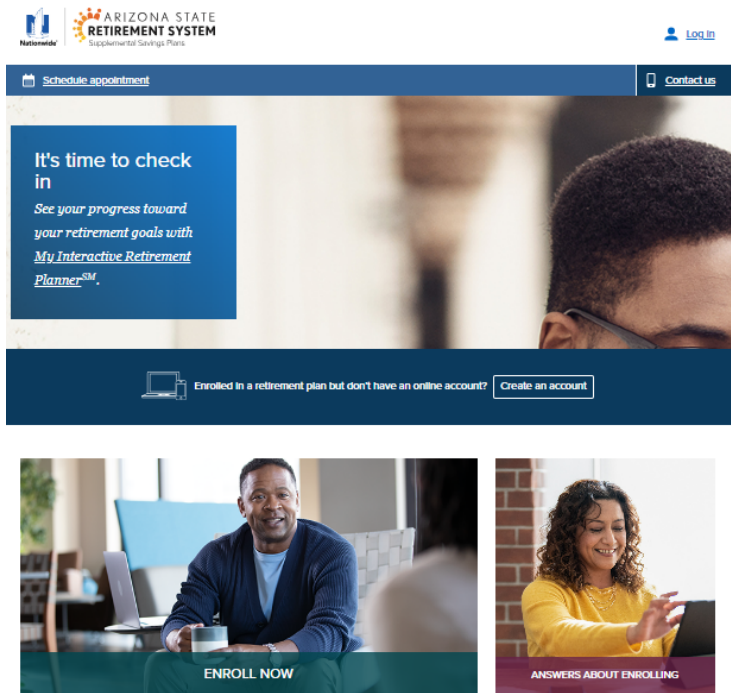 ARIZONA STATE
RETIREMENT SYSTEM
Nationwide®
Supplemental Savings Plans
Log In
Schedule appointment
Contact us
It's time to check
in
See your progress toward
your retirement goals with
My Interactive Retirement
Planner℠.
Enrolled in a retirement plan but don't have an online account?
Create an account
ENROLL NOW
ANSWERS ABOUT ENROLLING